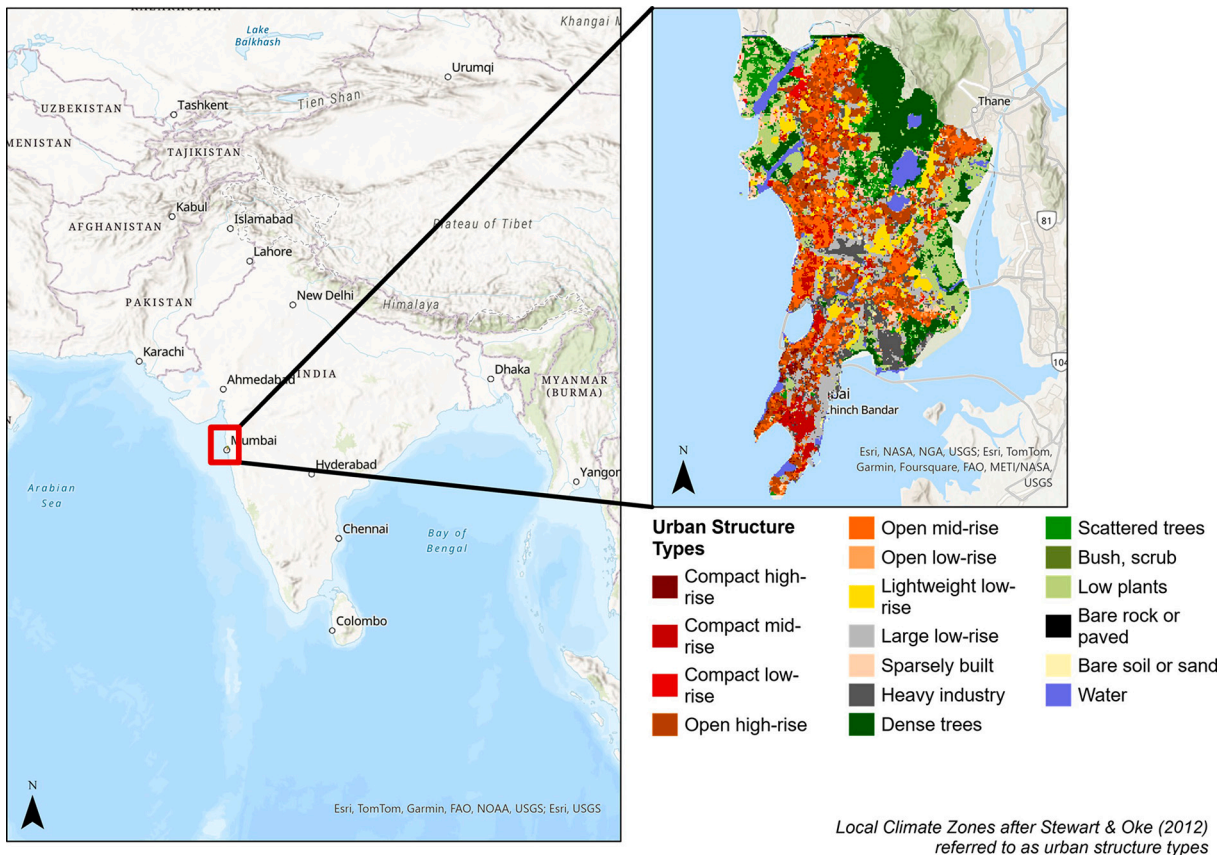 KAZAKHSTAN
Khangai M
Lake
Balkhash
Urumqi
Tien Shan
UZBEKISTAN
Tashkent
MENISTAN
TAJIKISTAN
Kabul
Islamabad
AFGHANISTAN
Plateau of Tibet
Lahore
PAKISTAN
New Delhi
Himalaya
Karachi
Dhaka
Ahmedabad
INDIA
MYANMAR
(BURMA)
Mumbai
Hyderabad
Yangon
Arabian
Sea
Chennai
Bay of
Bengal
Colombo
N
Esri, TomTom, Garmin, FAO, NOAA, USGS; Esri, USGS
Thane
81
104
Chinch Bandar
N
Esri, NASA, NGA, USGS; Esri, TomTom,
Garmin, Foursquare, FAO, METI/NASA,
USGS
Urban Structure
Types
Compact high-
rise
Compact mid-
rise
Compact low-
rise
Open high-rise
Open mid-rise
Open low-rise
Lightweight low-
rise
Large low-rise
Sparsely built
Heavy industry
Dense trees
Scattered trees
Bush, scrub
Low plants
Bare rock or
paved
Bare soil or sand
Water
Local Climate Zones after Stewart & Oke (2012)
referred to as urban structure types